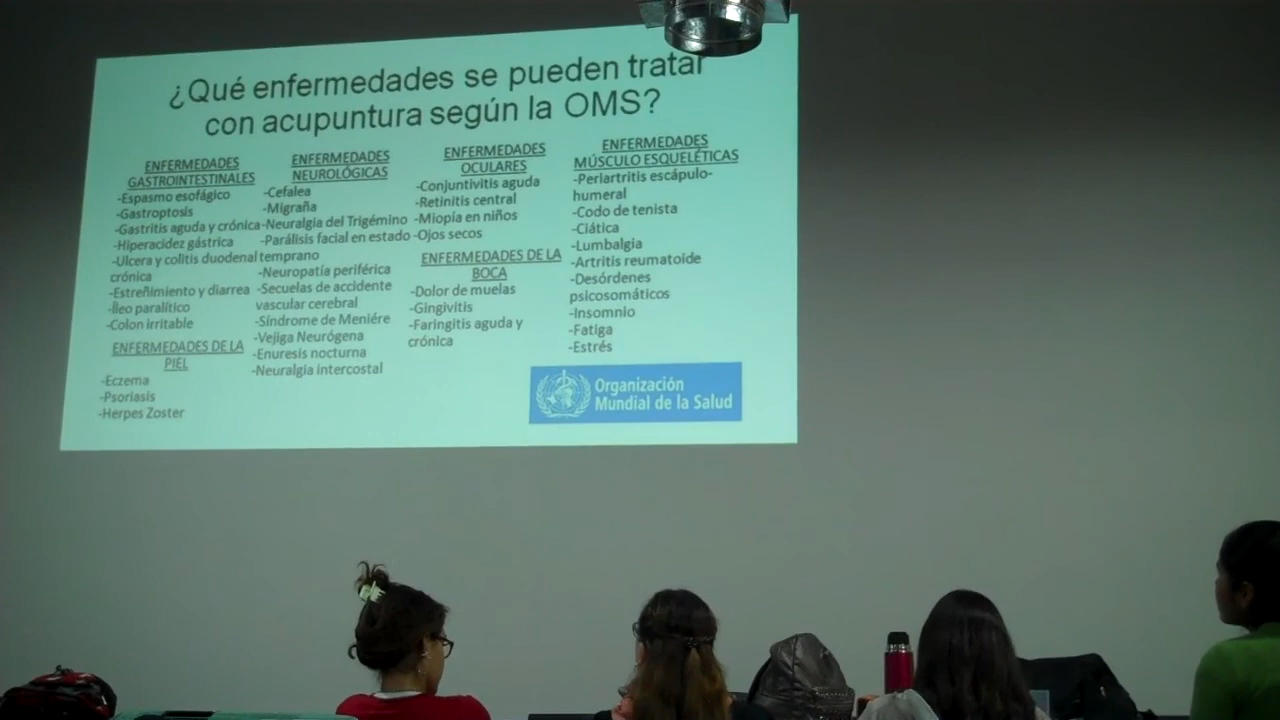 ¿Qué enfermedades se pueden tratar
con acupuntura según la OMS?
ENFERMEDADES
GASTROINTESTINALES
-Espasmo esofágico
-Gastroptosis
-Gastritis aguda y crónica
-Hiperacidez gástrica
-Ulcera y colitis duodenal
crónica
-Estreñimiento y diarrea
-Íleo paralítico
-Colon irritable
ENFERMEDADES DE LA
PIEL
-Eczema
-Psoriasis
-Herpes Zoster
ENFERMEDADES
NEUROLÓGICAS
-Cefalea
-Migraña
-Neuralgia del Trigémino
-Parálisis facial en estado
temprano
-Neuropatía periférica
-Secuelas de accidente
vascular cerebral
-Síndrome de Meniére
-Vejiga Neurógena
-Enuresis nocturna
-Neuralgia intercostal
ENFERMEDADES
OCULARES
-Conjuntivitis aguda
-Retinitis central
-Miopía en niños
-Ojos secos
ENFERMEDADES DE LA
BOCA
-Dolor de muelas
-Gingivitis
-Faringitis aguda y
crónica
ENFERMEDADES
MÚSCULO ESQUELÉTICAS
-Periartritis escápulo-
humeral
-Codo de tenista
-Ciática
-Lumbalgia
-Artritis reumatoide
-Desórdenes
psicosomáticos
-Insomnio
-Fatiga
-Estrés
Organización
Mundial de la Salud